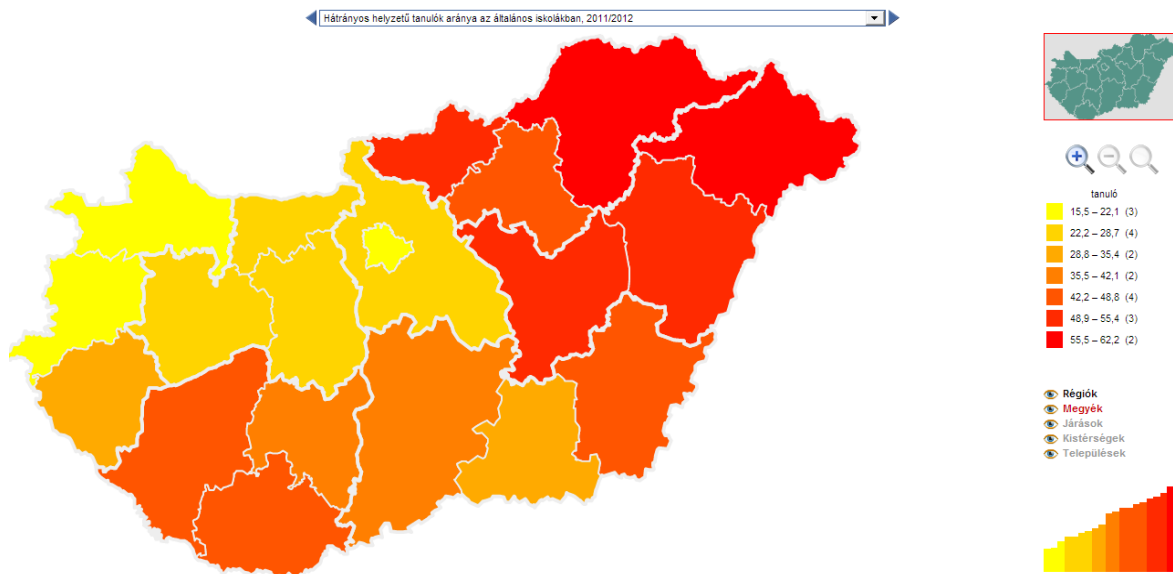 Hátrányos helyzetű tanulók aránya az általános iskolákban, 2011/2012
tanuló
15,5 – 22,1 (3)
22,2 – 28,7 (4)
28,8 – 35,4 (2)
35,5 – 42,1 (2)
42,2 – 48,8 (4)
48,9 – 55,4 (3)
55,5 – 62,2 (2)
Régiók
Megyék
Járások
Kistérségek
Települések